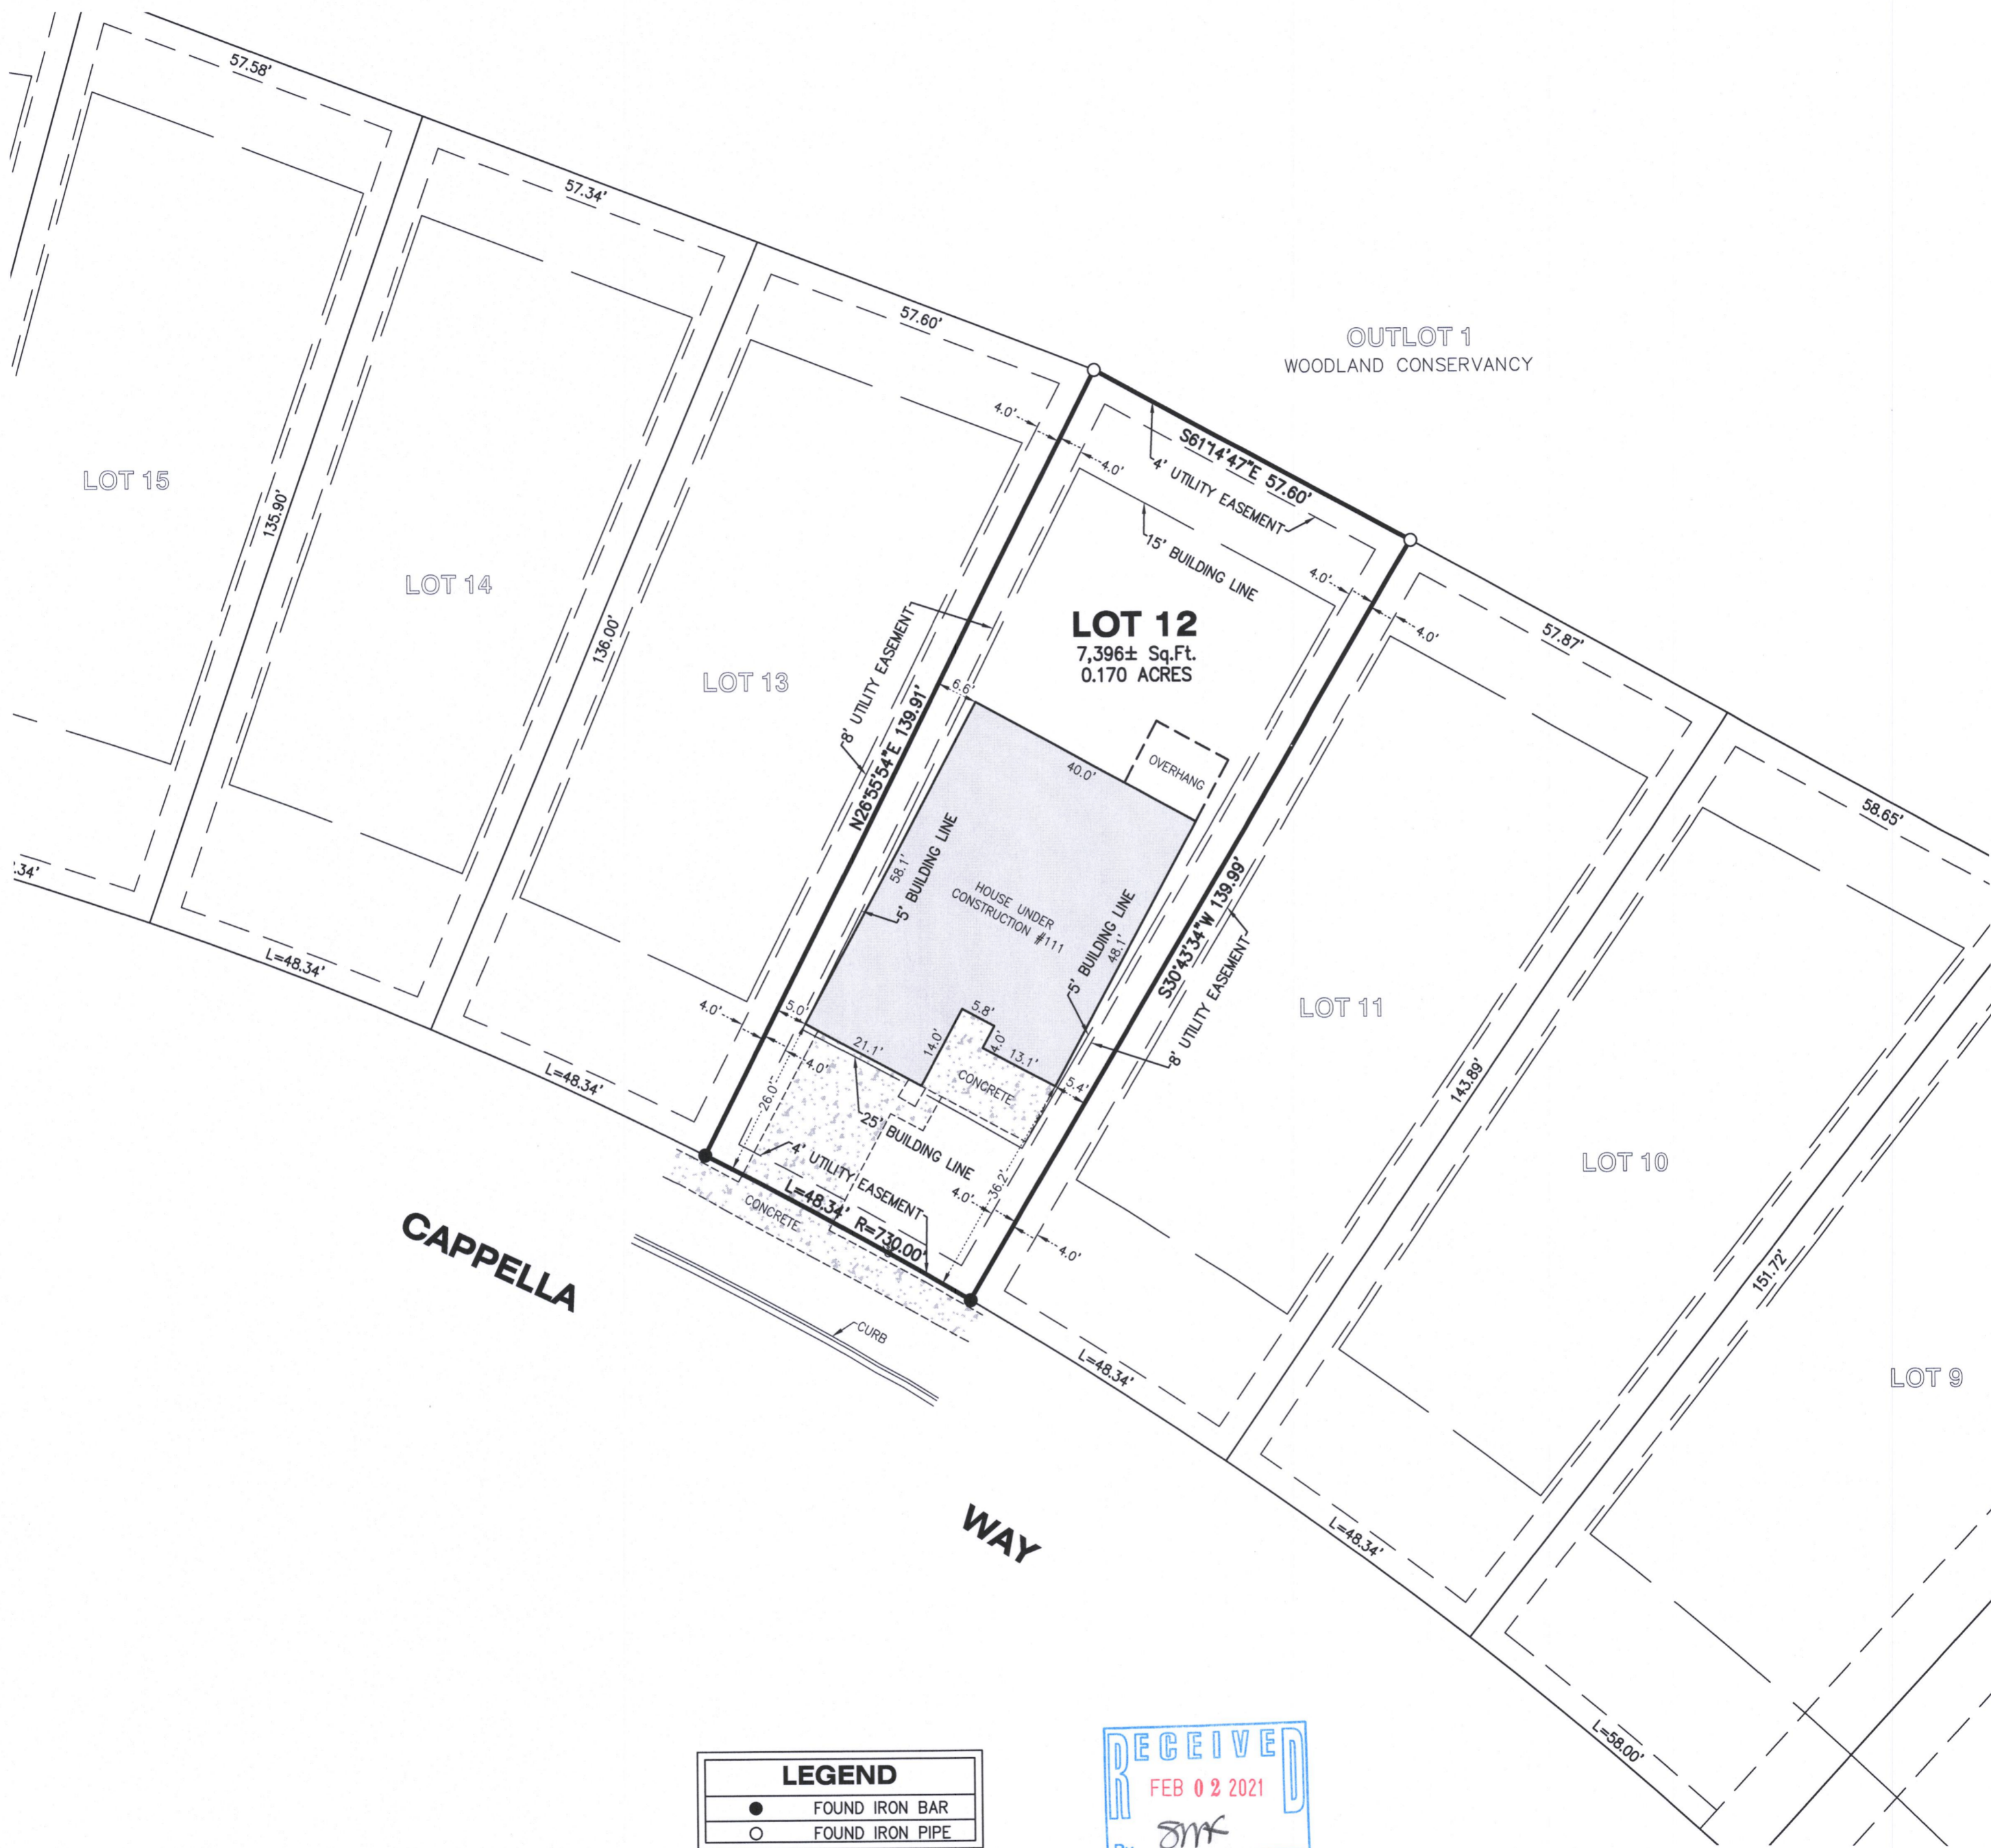 57.58'
57.34'
57.60'
OUTLOT 1
WOODLAND CONSERVANCY
4.0'
4.0'
S61°14'47"E 57.60'
4' UTILITY EASEMENT
15' BUILDING LINE
4.0'
4.0'
57.87'
58.65'
LOT 15
135.90'
LOT 14
136.00'
LOT 13
8' UTILITY EASEMENT
N26°55'54"E 139.91'
LOT 12
7,396± Sq.Ft.
0.170 ACRES
6.6'
40.0'
OVERHANG
58.1'
5' BUILDING LINE
HOUSE UNDER
CONSTRUCTION #111
5' BUILDING LINE
48.1'
S30°43'34"W 139.99'
8' UTILITY EASEMENT
LOT 11
143.89'
LOT 10
151.72'
LOT 9
.34'
L=48.34'
L=48.34'
4.0'
5.0'
4.0'
21.1'
14.0'
5.8'
4.0'
13.1'
5.4'
CONCRETE
26.0'
25' BUILDING LINE
4' UTILITY EASEMENT
L=48.34' R=730.00'
36.2'
4.0'
4.0'
CONCRETE
CURB
CAPPELLA
WAY
L=48.34'
L=48.34'
L=58.00'
LEGEND
● FOUND IRON BAR
○ FOUND IRON PIPE
RECEIVED
FEB 02 2021